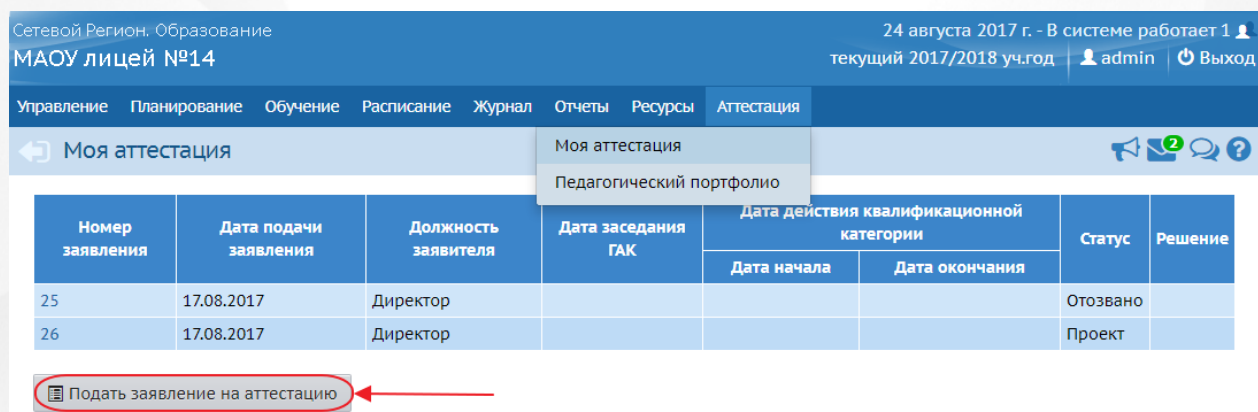 Сетевой Регион. Образование
24 августа 2017 г. - В системе работает 1
МАОУ лицей №14
текущий 2017/2018 уч.год admin Выход
Управление Планирование Обучение Расписание Журнал Отчеты Ресурсы Аттестация
Моя аттестация
Моя аттестация
2
Педагогический портфолио
Номер заявления
Дата подачи заявления
Должность заявителя
Дата заседания ГАК
Дата действия квалификационной категории
Дата начала
Дата окончания
Статус
Решение
25 17.08.2017 Директор Отозвано
26 17.08.2017 Директор Проект
Подать заявление на аттестацию